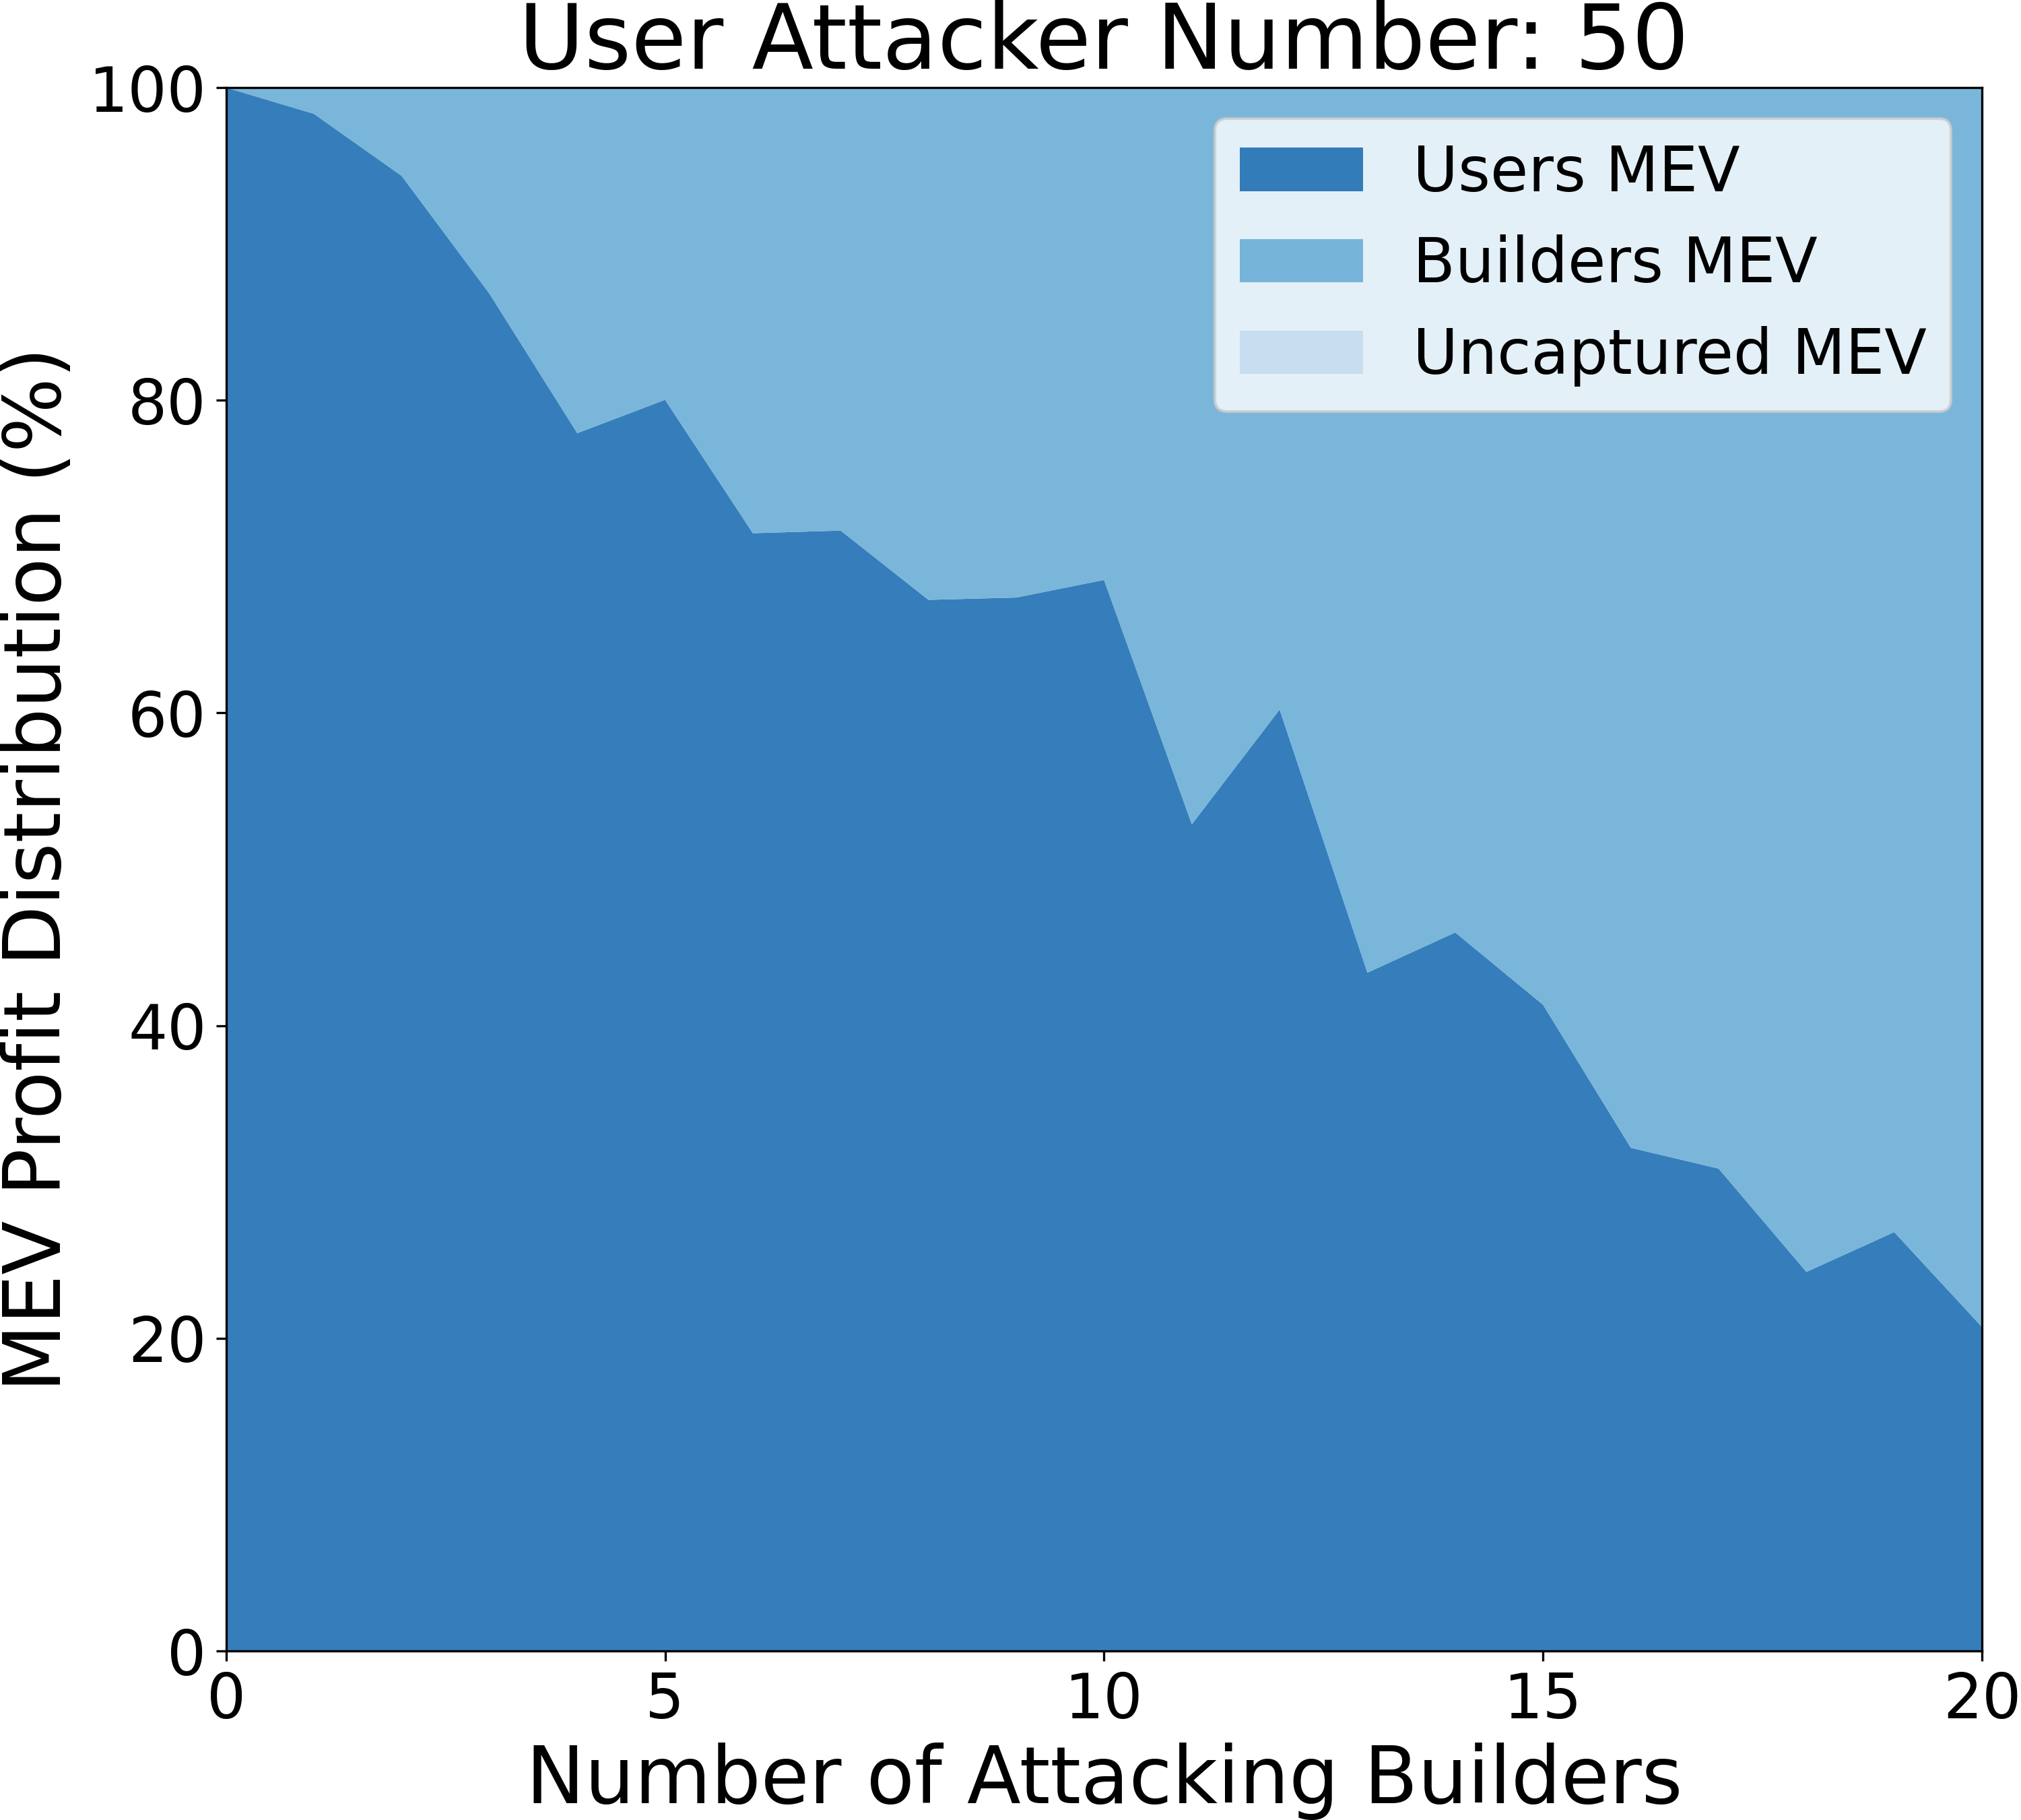 User Attacker Number: 50
MEV Profit Distribution (%)
100
80
60
40
20
0
Users MEV
Builders MEV
Uncaptured MEV
0 5 10 15 20
Number of Attacking Builders